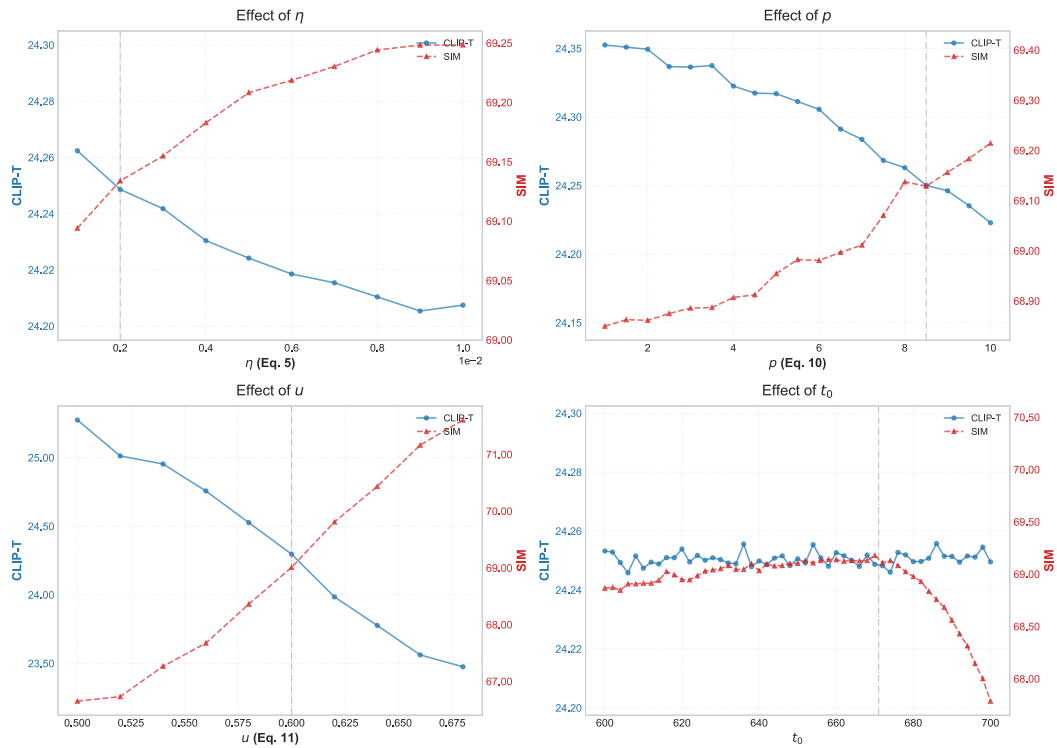 Effect of η
24.30
24.28
24.26
24.24
24.22
24.20
CLIP-T
CLIP-T
SIM
69.25
69.20
69.15
69.10
69.05
69.00
SIM
0.2
0.4
0.6
0.8
1.0
1e−2
η (Eq. 5)
Effect of p
24.35
24.30
24.25
24.20
24.15
CLIP-T
CLIP-T
SIM
69.40
69.30
69.20
69.10
69.00
68.90
SIM
2
4
6
8
10
p (Eq. 10)
Effect of u
25.00
24.50
24.00
23.50
CLIP-T
CLIP-T
SIM
71.00
70.00
69.00
68.00
67.00
SIM
0.500
0.525
0.550
0.575
0.600
0.625
0.650
0.675
u (Eq. 11)
Effect of t₀
24.30
24.28
24.26
24.24
24.22
24.20
CLIP-T
CLIP-T
SIM
70.50
70.00
69.50
69.00
68.50
68.00
SIM
600
620
640
660
680
700
t₀